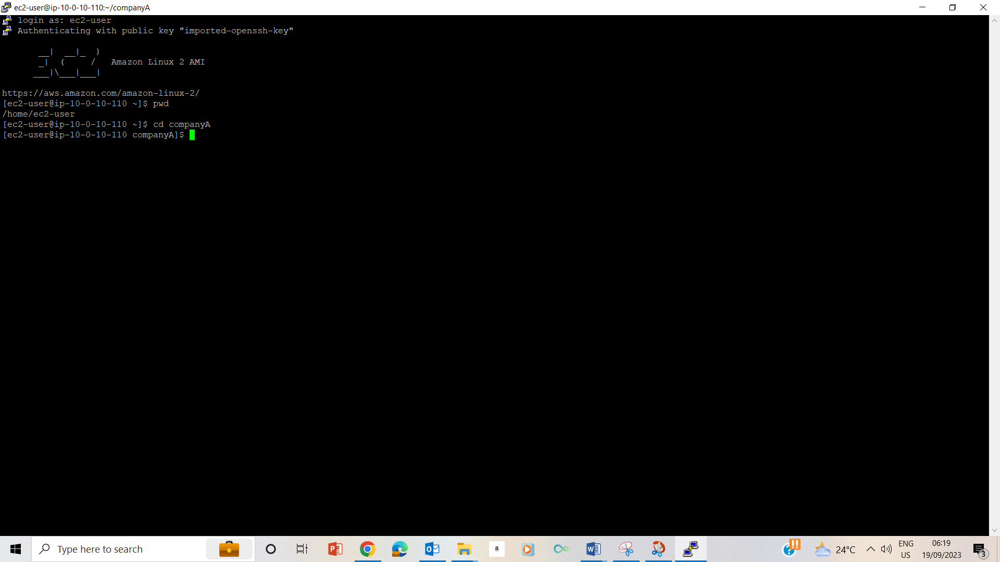 ec2-user@ip-10-0-10-110:~/companyA
login as: ec2-user
Authenticating with public key "imported-openssh-key"
__|  __|_  )
_|  (     /   Amazon Linux 2 AMI
___|\___|___|
https://aws.amazon.com/amazon-linux-2/
[ec2-user@ip-10-0-10-110 ~]$ pwd
/home/ec2-user
[ec2-user@ip-10-0-10-110 ~]$ cd companyA
[ec2-user@ip-10-0-10-110 companyA]$
Type here to search
a
24°C
ENG
US
06:19
19/09/2023
3